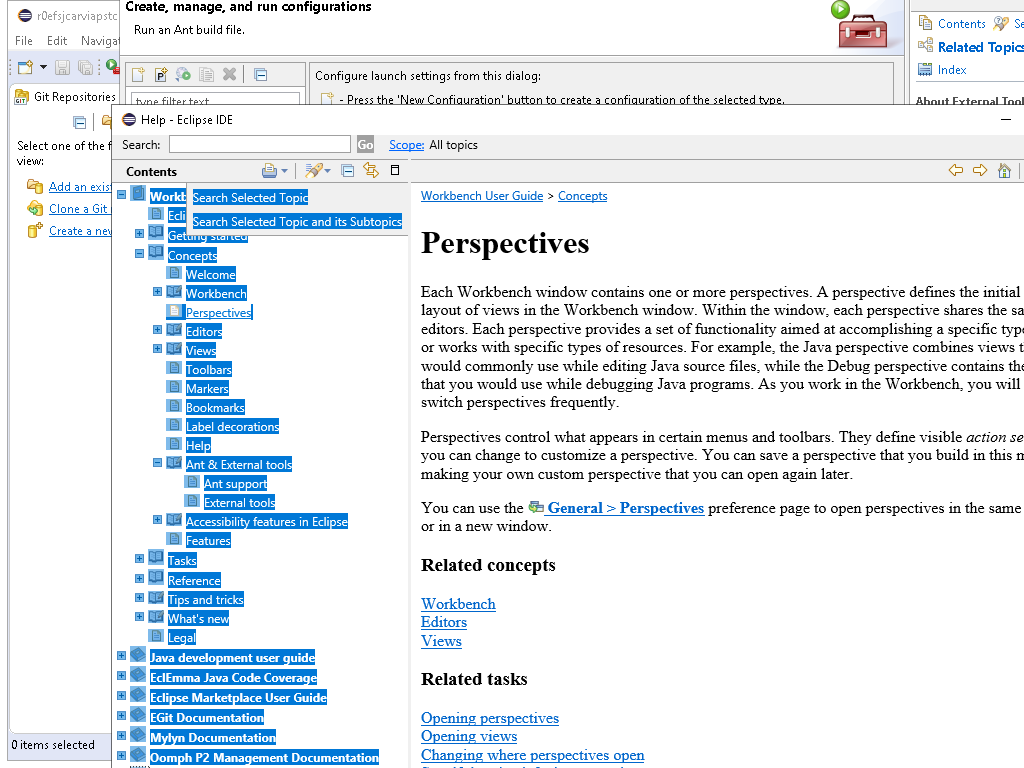 r0efsjcarviapstc
File Edit Navigat
Git Repositories
Select one of the f
view:
Add an exis
Clone a Git
Create a new
0 items selected
Create, manage, and run configurations
Run an Ant build file.
type filter text
Configure launch settings from this dialog:
- Press the 'New Configuration' button to create a configuration of the selected type.
Contents Se
Related Topics
Index
About External Tool
Help - Eclipse IDE
Search: Go Scope: All topics
Contents
Search Selected Topic
Search Selected Topic and its Subtopics
Workb
Ecli
Getting started
Concepts
Welcome
Workbench
Perspectives
Editors
Views
Toolbars
Markers
Bookmarks
Label decorations
Help
Ant & External tools
Ant support
External tools
Accessibility features in Eclipse
Features
Tasks
Reference
Tips and tricks
What's new
Legal
Java development user guide
EclEmma Java Code Coverage
Eclipse Marketplace User Guide
EGit Documentation
Mylyn Documentation
Oomph P2 Management Documentation
Workbench User Guide > Concepts
Perspectives
Each Workbench window contains one or more perspectives. A perspective defines the initial
layout of views in the Workbench window. Within the window, each perspective shares the sa
editors. Each perspective provides a set of functionality aimed at accomplishing a specific type
or works with specific types of resources. For example, the Java perspective combines views t
would commonly use while editing Java source files, while the Debug perspective contains the
that you would use while debugging Java programs. As you work in the Workbench, you will
switch perspectives frequently.
Perspectives control what appears in certain menus and toolbars. They define visible action se
you can change to customize a perspective. You can save a perspective that you build in this m
making your own custom perspective that you can open again later.
You can use the General > Perspectives preference page to open perspectives in the same
or in a new window.
Related concepts
Workbench
Editors
Views
Related tasks
Opening perspectives
Opening views
Changing where perspectives open